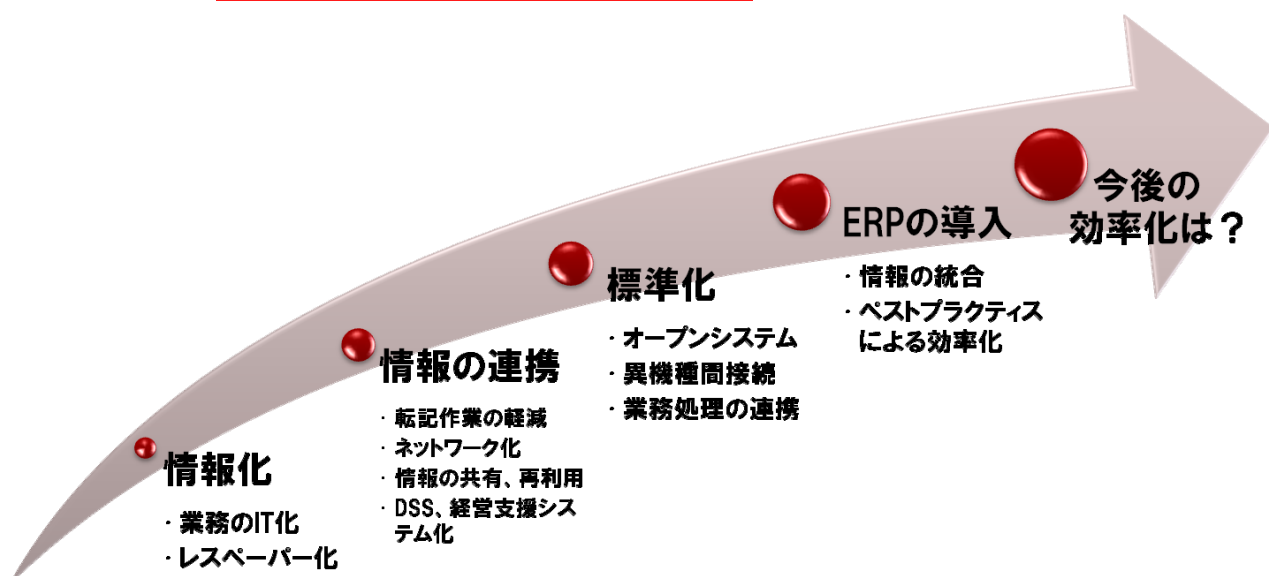 情報化
・業務のIT化
・レスペーパー化
情報の連携
・転記作業の軽減
・ネットワーク化
・情報の共有、再利用
・DSS、経営支援シス
テム化
標準化
・オープンシステム
・異機種間接続
・業務処理の連携
ERPの導入
・情報の統合
・ベストプラクティス
による効率化
今後の
効率化は？